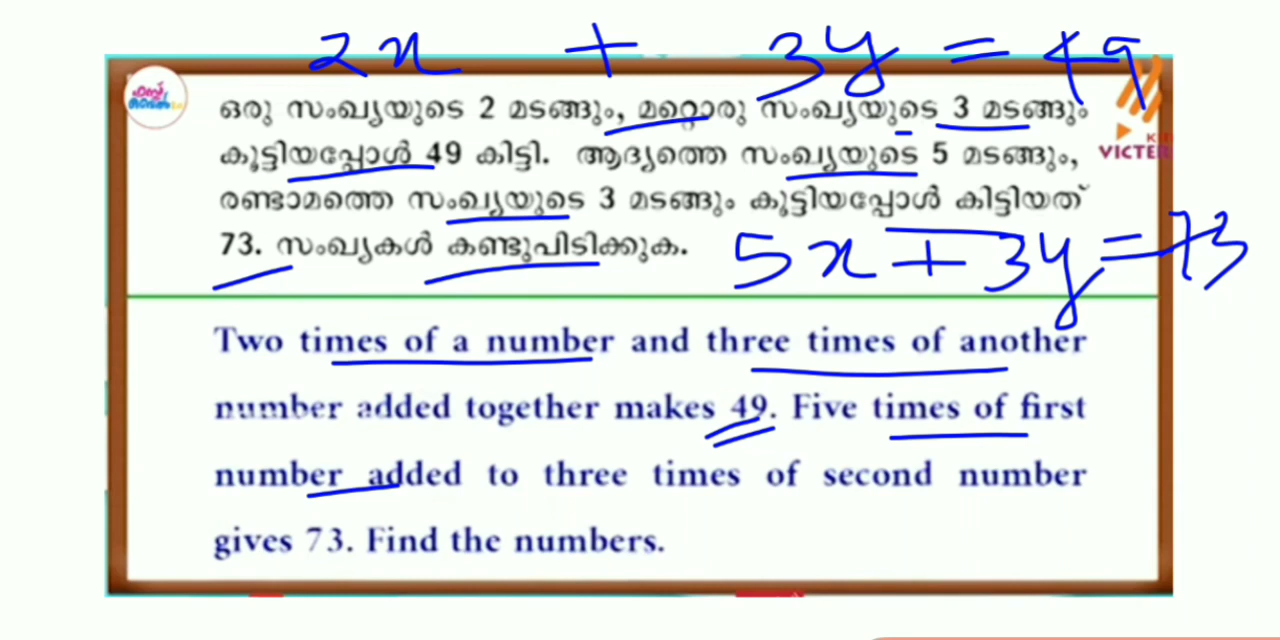 2x + 3y = 49
ഒരു സംഖ്യയുടെ 2 മടങ്ങും, മറ്റൊരു സംഖ്യയുടെ 3 മടങ്ങും
കൂട്ടിയപ്പോൾ 49 കിട്ടി. ആദ്യത്തെ സംഖ്യയുടെ 5 മടങ്ങും,
VICTER
രണ്ടാമത്തെ സംഖ്യയുടെ 3 മടങ്ങും കൂട്ടിയപ്പോൾ കിട്ടിയത്
73. സംഖ്യകൾ കണ്ടുപിടിക്കുക.
5x + 3y = 73
Two times of a number and three times of another
number added together makes 49. Five times of first
number added to three times of second number
gives 73. Find the numbers.